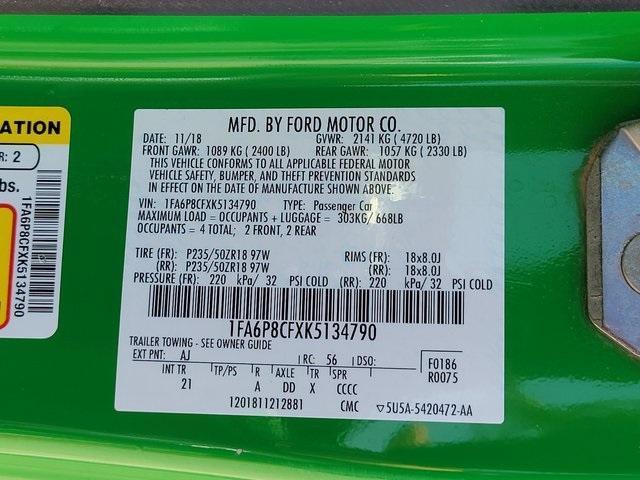 ATION
R: 2
bs.
1FA6P8CFXK5134790
MFD. BY FORD MOTOR CO.
DATE: 11/18 GVWR: 2141 KG ( 4720 LB)
FRONT GAWR: 1089 KG ( 2400 LB) REAR GAWR: 1057 KG ( 2330 LB)
THIS VEHICLE CONFORMS TO ALL APPLICABLE FEDERAL MOTOR
VEHICLE SAFETY, BUMPER, AND THEFT PREVENTION STANDARDS
IN EFFECT ON THE DATE OF MANUFACTURE SHOWN ABOVE.
VIN: 1FA6P8CFXK5134790 TYPE: Passenger Car
MAXIMUM LOAD = OCCUPANTS + LUGGAGE = 303KG/668LB
OCCUPANTS = 4 TOTAL; 2 FRONT, 2 REAR
TIRE (FR): P235/50ZR18 97W RIMS (FR): 18x8.0J
(RR): P235/50ZR18 97W (RR): 18x8.0J
PRESSURE (FR): 220 kPa/ 32 PSI COLD (RR): 220 kPa/ 32 PSI COLD
1FA6P8CFXK5134790
TRAILER TOWING - SEE OWNER GUIDE
EXT PNT: AJ RC: 56 DSO: F0186
INT TR TP/PS R AXLE TR SPR R0075
21 A DD X CCCC
1201811212881 CMC ▽5U5A-5420472-AA